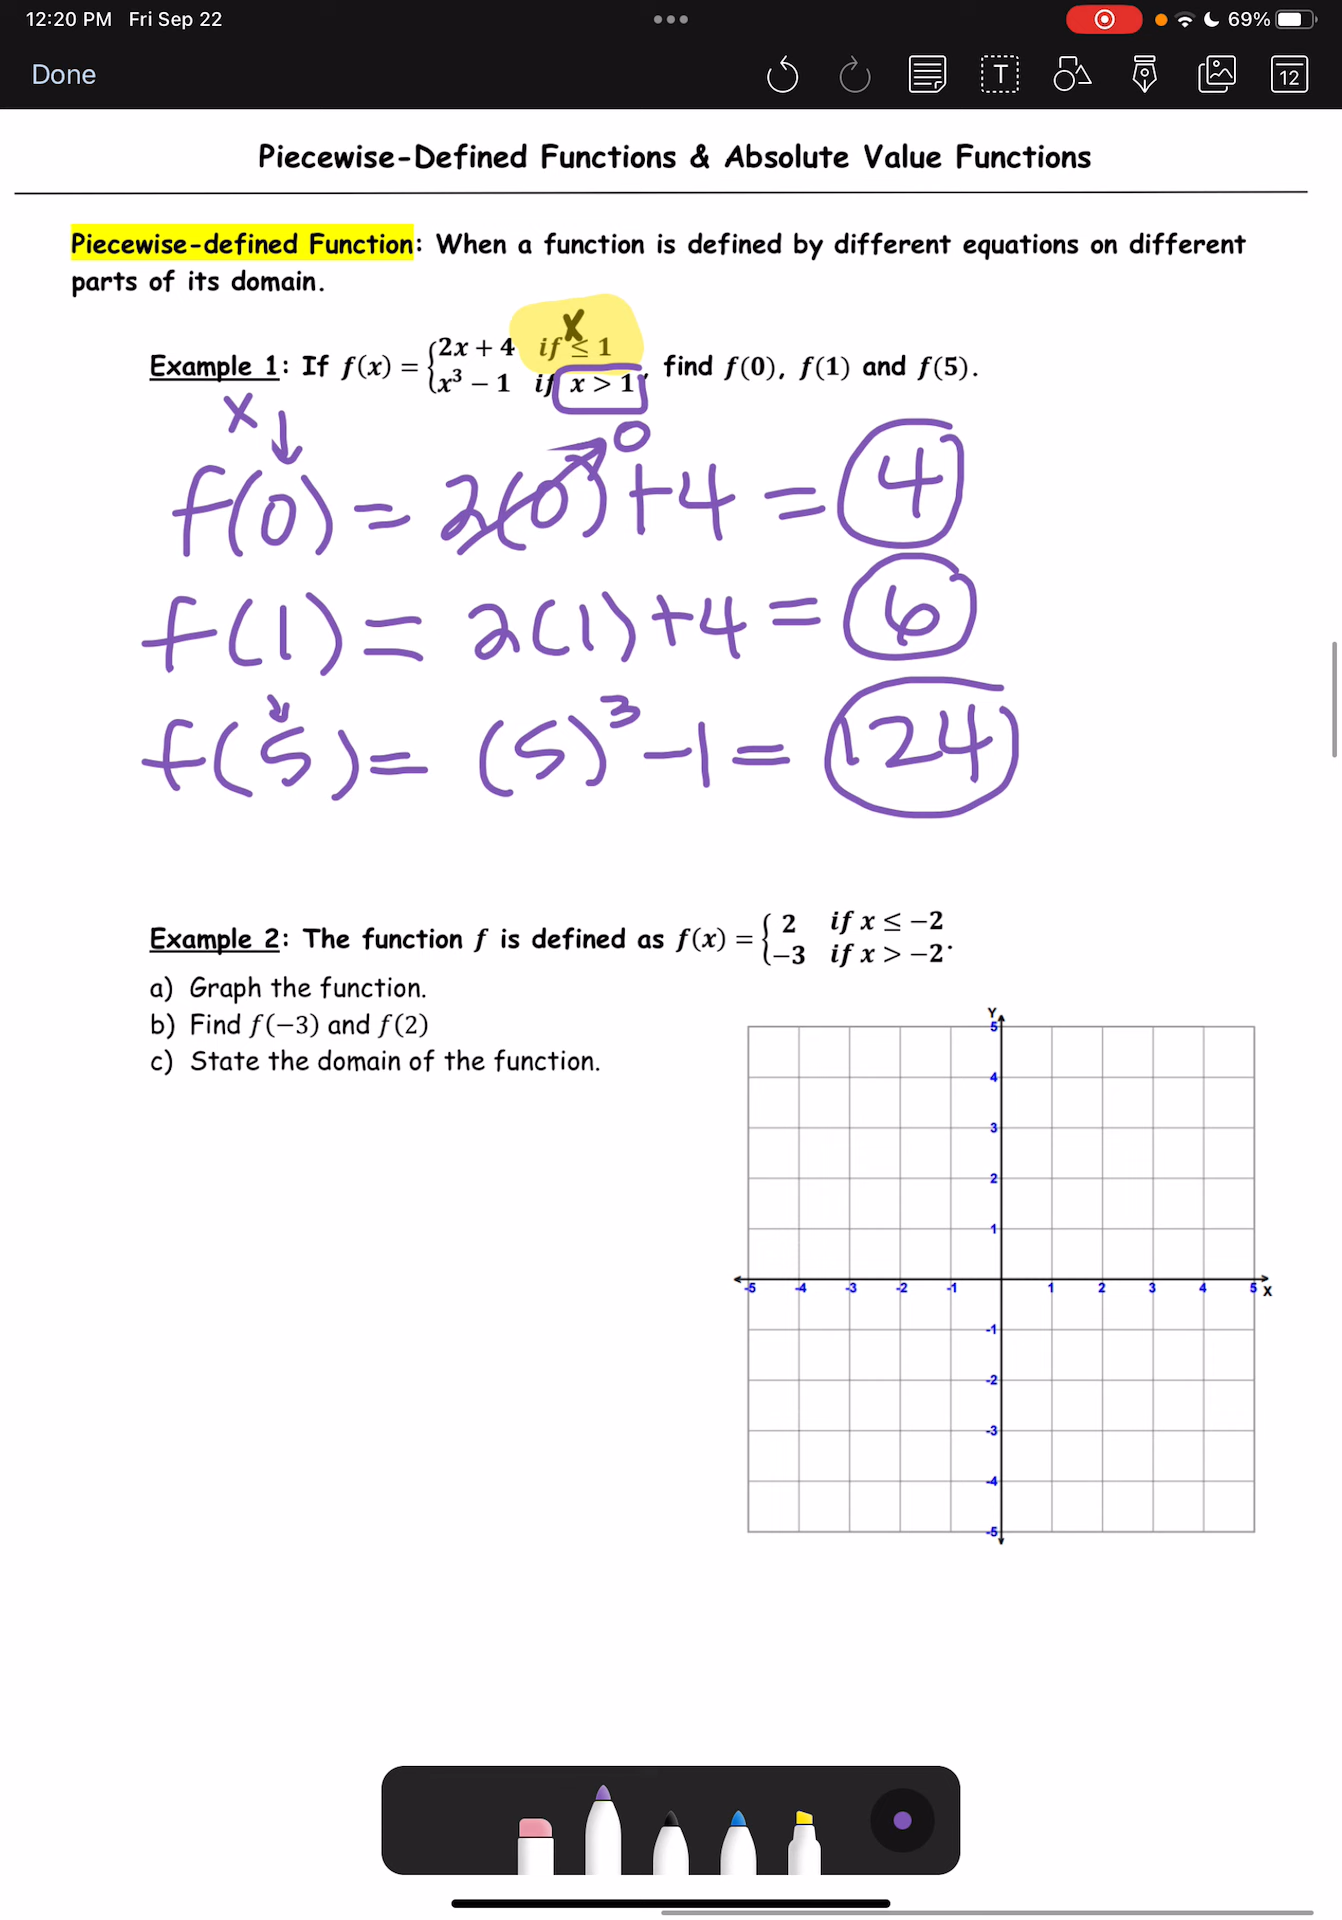 12:20 PM Fri Sep 22
69%
Done
T
12
Piecewise-Defined Functions & Absolute Value Functions
Piecewise-defined Function: When a function is defined by different equations on different
parts of its domain.
x
Example 1: If f(x) = {2x + 4 if ≤ 1
x³ − 1 if x > 1, find f(0), f(1) and f(5).
x
0
f(0) = 2(0) + 4 = 4
f(1) = 2(1) + 4 = 6
f(5) = (5)³ − 1 = 124
Example 2: The function f is defined as f(x) = {2 if x ≤ −2
−3 if x > −2.
a) Graph the function.
b) Find f(−3) and f(2)
c) State the domain of the function.
Y
5
4
3
2
1
-5 -4 -3 -2 -1 1 2 3 4 5 X
-1
-2
-3
-4
-5